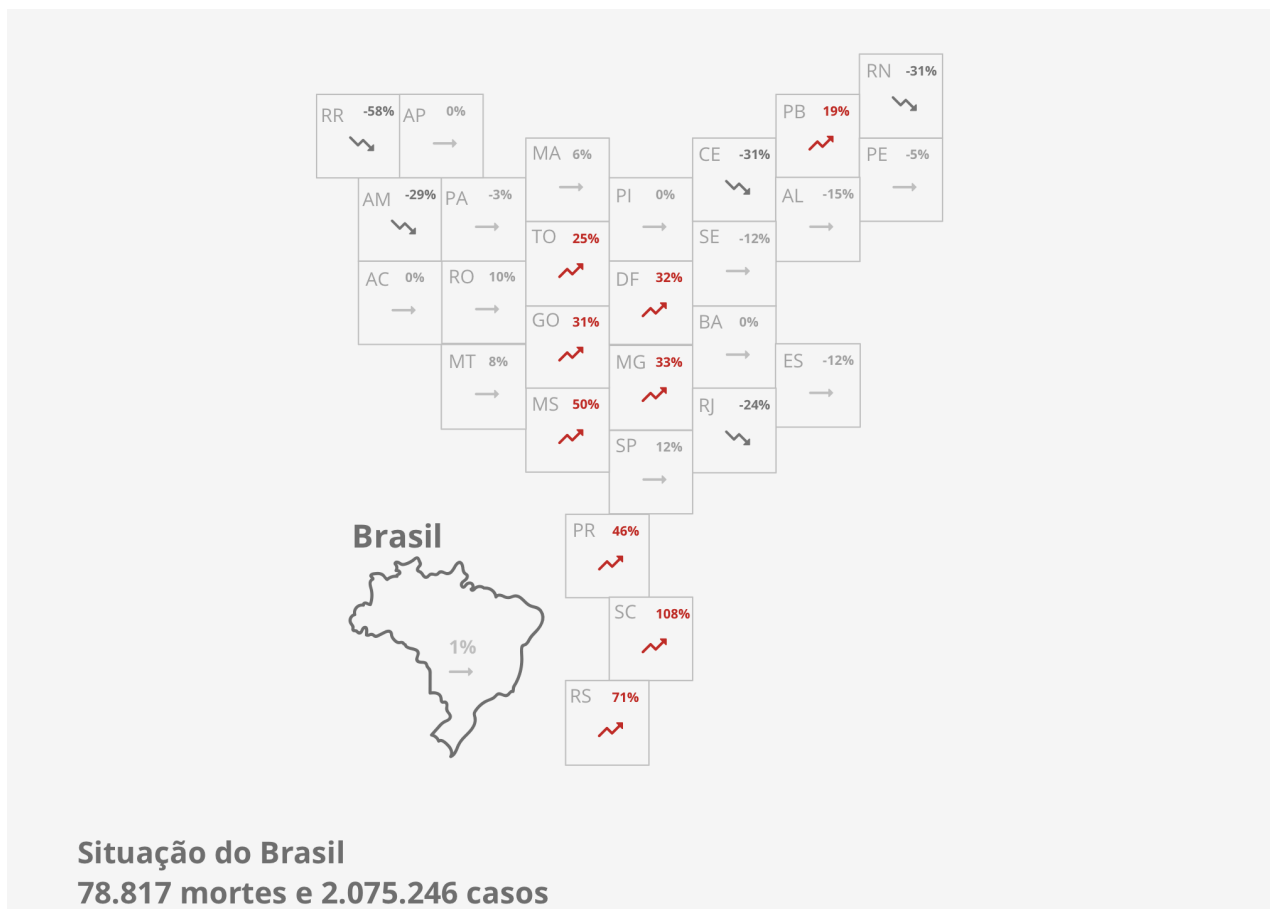 RN -31%
RR -58% AP 0% PB 19%
MA 6% CE -31% PE -5%
AM -29% PA -3% PI 0% AL -15%
TO 25% SE -12%
AC 0% RO 10% DF 32%
GO 31% BA 0%
MT 8% MG 33% ES -12%
MS 50% RJ -24%
SP 12%
PR 46%
Brasil
SC 108%
1%
RS 71%
Situação do Brasil
78.817 mortes e 2.075.246 casos